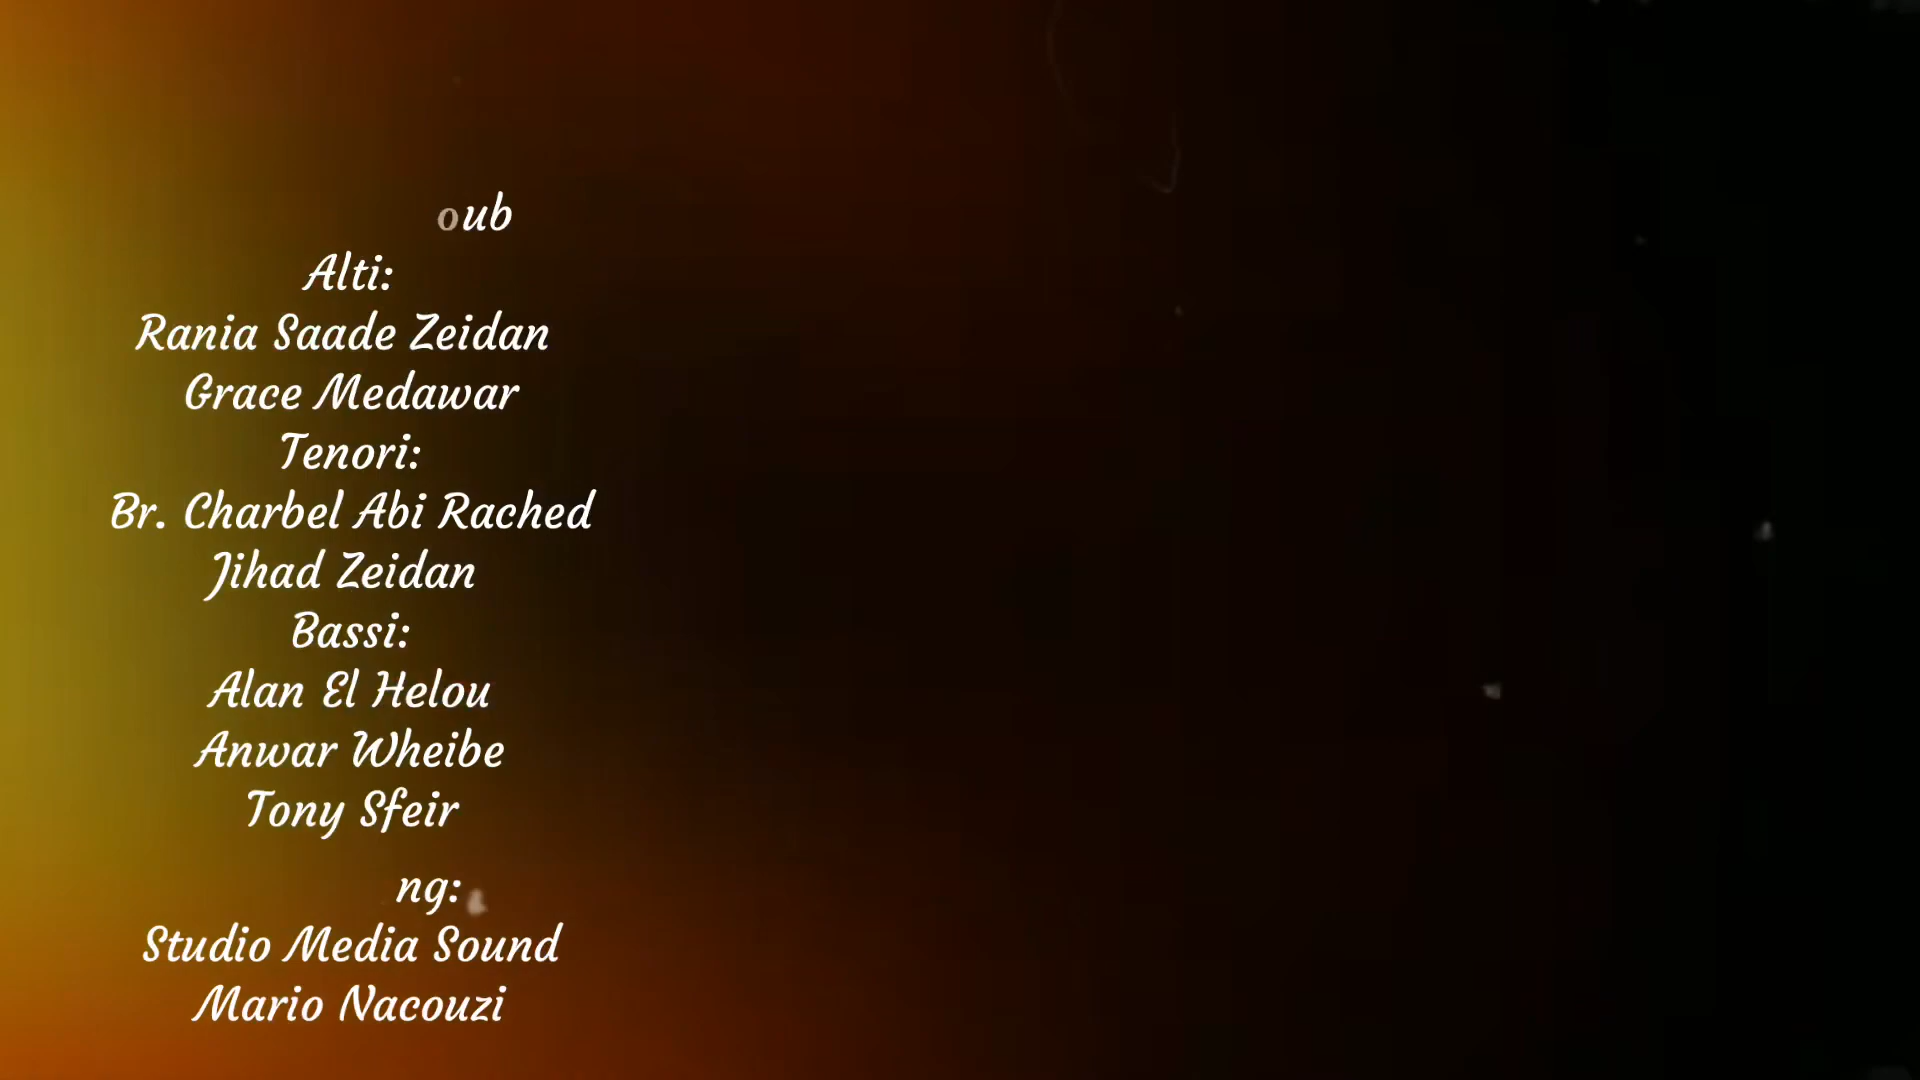 oub
Alti:
Rania Saade Zeidan
Grace Medawar
Tenori:
Br. Charbel Abi Rached
Jihad Zeidan
Bassi:
Alan El Helou
Anwar Wheibe
Tony Sfeir
ng:
Studio Media Sound
Mario Nacouzi